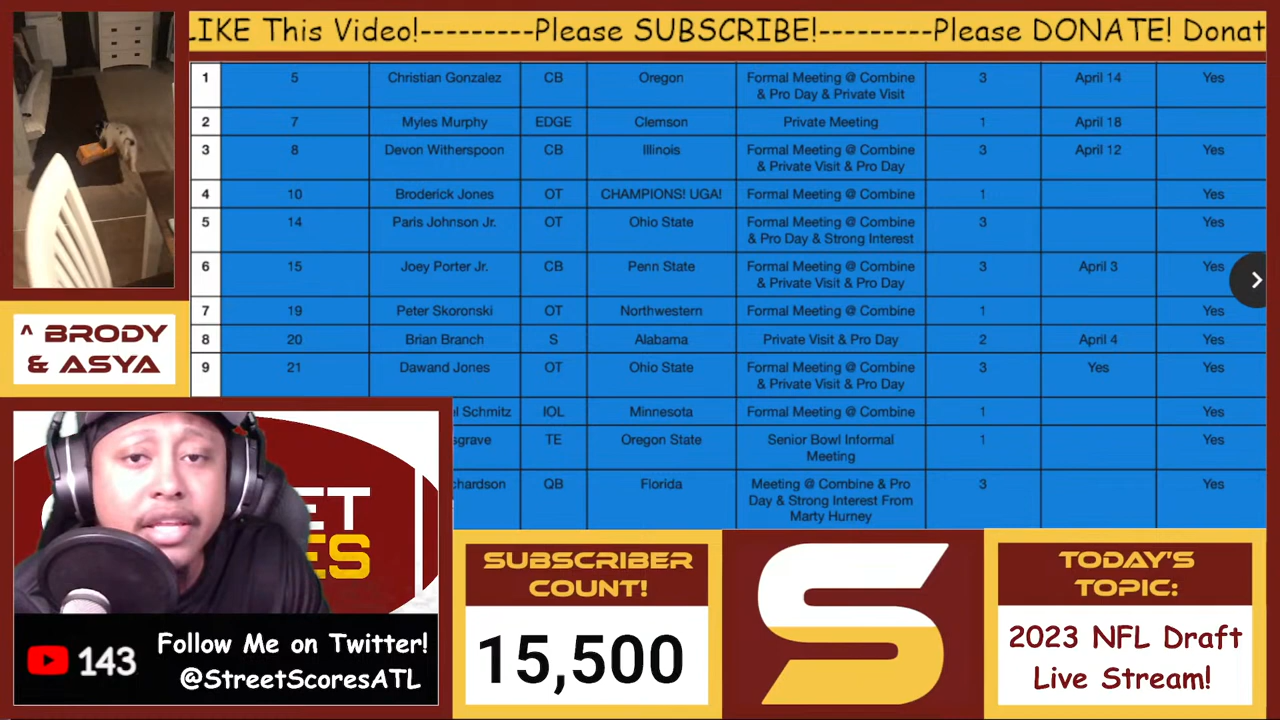 LIKE This Video!---------Please SUBSCRIBE!---------Please DONATE! Donat
1 5 Christian Gonzalez CB Oregon Formal Meeting @ Combine & Pro Day & Private Visit 3 April 14 Yes
2 7 Myles Murphy EDGE Clemson Private Meeting 1 April 18
3 8 Devon Witherspoon CB Illinois Formal Meeting @ Combine & Private Visit & Pro Day 3 April 12 Yes
4 10 Broderick Jones OT CHAMPIONS! UGA! Formal Meeting @ Combine 1 Yes
5 14 Paris Johnson Jr. OT Ohio State Formal Meeting @ Combine & Pro Day & Strong Interest 3 Yes
6 15 Joey Porter Jr. CB Penn State Formal Meeting @ Combine & Private Visit & Pro Day 3 April 3 Yes
7 19 Peter Skoronski OT Northwestern Formal Meeting @ Combine 1 Yes
8 20 Brian Branch S Alabama Private Visit & Pro Day 2 April 4 Yes
9 21 Dawand Jones OT Ohio State Formal Meeting @ Combine & Private Visit & Pro Day 3 Yes Yes
l Schmitz IOL Minnesota Formal Meeting @ Combine 1 Yes
sgrave TE Oregon State Senior Bowl Informal Meeting 1 Yes
chardson QB Florida Meeting @ Combine & Pro Day & Strong Interest From Marty Hurney 3 Yes
^ BRODY
& ASYA
ET
ES
143
Follow Me on Twitter!
@StreetScoresATL
SUBSCRIBER
COUNT!
15,500
S
TODAY'S
TOPIC:
2023 NFL Draft
Live Stream!